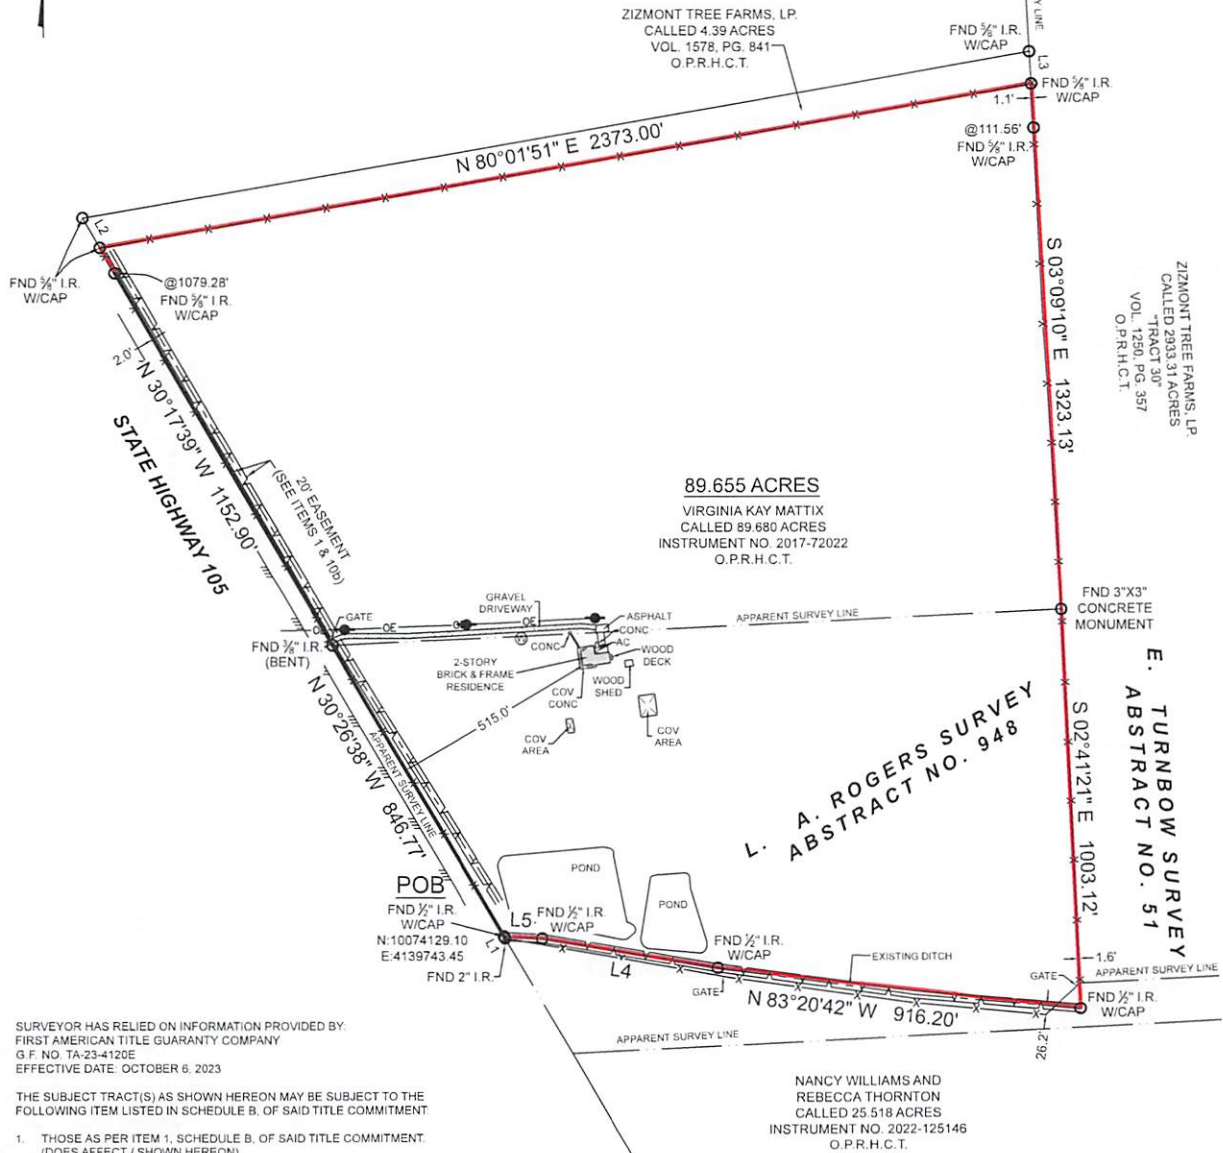 ZIZMONT TREE FARMS, LP.
CALLED 4.39 ACRES
VOL. 1578, PG. 841
O.P.R.H.C.T.
Y LINE
FND ⅝" I.R.
W/CAP
L3
FND ⅝" I.R.
W/CAP
1.1'
@111.56'
FND ⅝" I.R.
W/CAP
N 80°01'51" E 2373.00'
L2
FND ⅝" I.R.
W/CAP
@1079.28'
FND ⅝" I.R.
W/CAP
2.0'
N 30°17'39" W 1152.90'
STATE HIGHWAY 105
20' EASEMENT
(SEE ITEMS 1 & 10b)
S 03°09'10" E 1323.13'
ZIZMONT TREE FARMS, LP.
CALLED 2933.31 ACRES
"TRACT 30"
VOL. 1250, PG. 357
O.P.R.H.C.T.
89.655 ACRES
VIRGINIA KAY MATTIX
CALLED 89.680 ACRES
INSTRUMENT NO. 2017-72022
O.P.R.H.C.T.
GATE
GRAVEL
DRIVEWAY
OE
OE
ASPHALT
CONC
AC
CONC
WOOD
DECK
APPARENT SURVEY LINE
FND 3"X3"
CONCRETE
MONUMENT
FND ⅜" I.R.
(BENT)
2-STORY
BRICK & FRAME
RESIDENCE
COV
CONC
WOOD
SHED
515.0'
COV
AREA
COV
AREA
N 30°26'38" W 846.77'
APPARENT SURVEY LINE
L. A. ROGERS SURVEY
ABSTRACT NO. 948
S 02°41'21" E 1003.12'
E. TURNBOW SURVEY
ABSTRACT NO. 51
POND
POND
POB
FND ½" I.R.
W/CAP
N:10074129.10
E:4139743.45
FND 2" I.R.
L1
L5
FND ½" I.R.
W/CAP
L4
FND ½" I.R.
W/CAP
GATE
EXISTING DITCH
N 83°20'42" W 916.20'
1.6'
GATE
APPARENT SURVEY LINE
FND ½" I.R.
W/CAP
26.2'
APPARENT SURVEY LINE
NANCY WILLIAMS AND
REBECCA THORNTON
CALLED 25.518 ACRES
INSTRUMENT NO. 2022-125146
O.P.R.H.C.T.
SURVEYOR HAS RELIED ON INFORMATION PROVIDED BY:
FIRST AMERICAN TITLE GUARANTY COMPANY
G.F. NO. TA-23-4120E
EFFECTIVE DATE: OCTOBER 6, 2023
THE SUBJECT TRACT(S) AS SHOWN HEREON MAY BE SUBJECT TO THE
FOLLOWING ITEM LISTED IN SCHEDULE B, OF SAID TITLE COMMITMENT:
1. THOSE AS PER ITEM 1, SCHEDULE B, OF SAID TITLE COMMITMENT.
(DOES AFFECT / SHOWN HEREON)